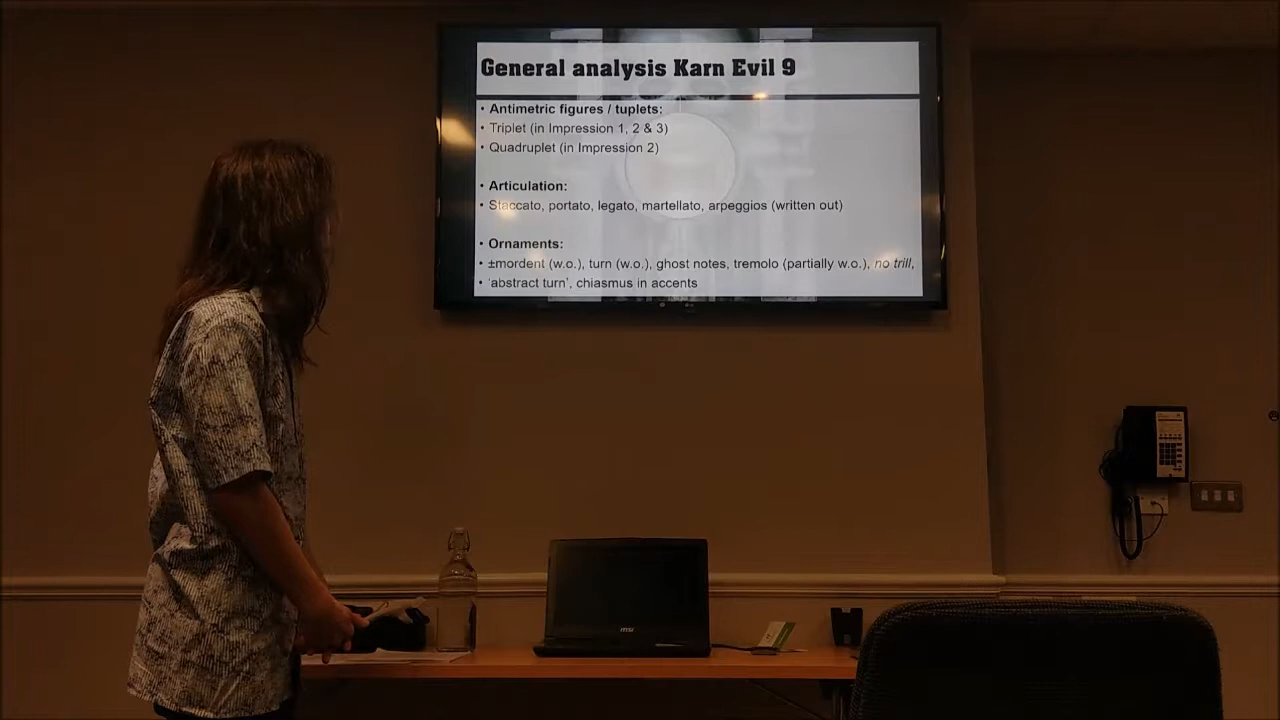 General analysis Karn Evil 9
• Antimetric figures / tuplets:
• Triplet (in Impression 1, 2 & 3)
• Quadruplet (in Impression 2)
• Articulation:
• Staccato, portato, legato, martellato, arpeggios (written out)
• Ornaments:
• ±mordent (w.o.), turn (w.o.), ghost notes, tremolo (partially w.o.), no trill,
• 'abstract turn', chiasmus in accents
msi